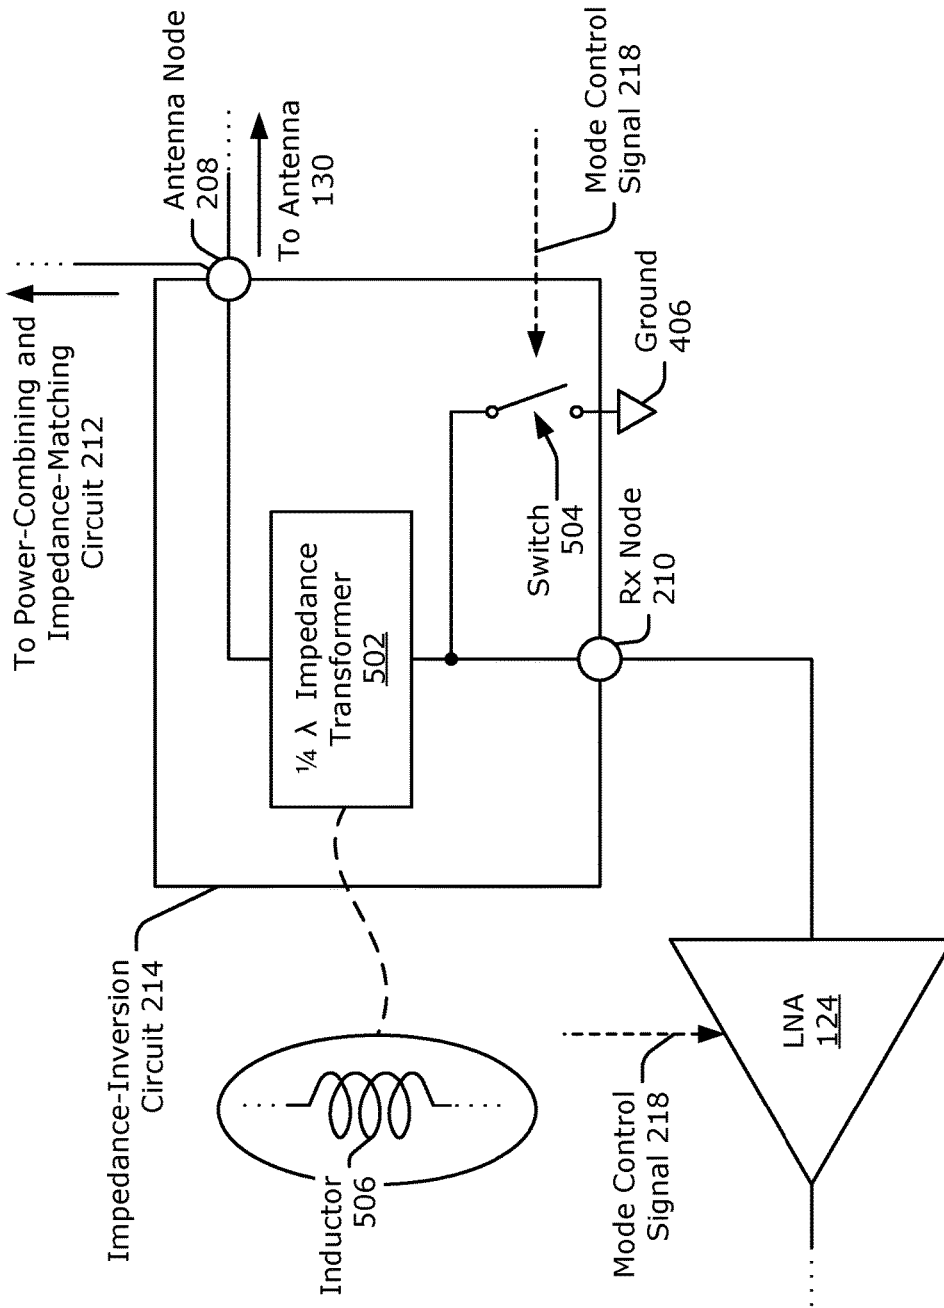 To Power-Combining and
Impedance-Matching
Circuit 212
Antenna Node
208
To Antenna
130
Mode Control
Signal 218
Ground
406
Switch
504
Rx Node
210
¼ λ Impedance
Transformer
502
Impedance-Inversion
Circuit 214
Inductor
506
Mode Control
Signal 218
LNA
124